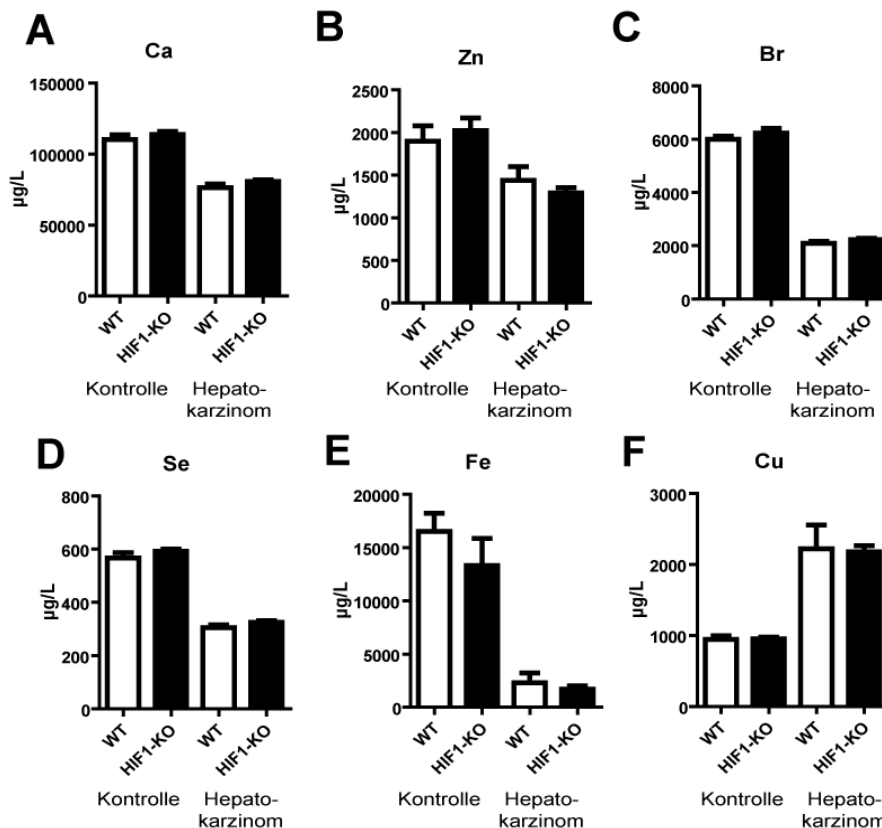 A
Ca
150000
100000
50000
0
µg/L
WT
HIF1-KO
WT
HIF1-KO
Kontrolle
Hepato-
karzinom
B
Zn
2500
2000
1500
1000
500
0
µg/L
WT
HIF1-KO
WT
HIF1-KO
Kontrolle
Hepato-
karzinom
C
Br
8000
6000
4000
2000
0
µg/L
WT
HIF1-KO
WT
HIF1-KO
Kontrolle
Hepato-
karzinom
D
Se
800
600
400
200
0
µg/L
WT
HIF1-KO
WT
HIF1-KO
Kontrolle
Hepato-
karzinom
E
Fe
20000
15000
10000
5000
0
µg/L
WT
HIF1-KO
WT
HIF1-KO
Kontrolle
Hepato-
karzinom
F
Cu
3000
2000
1000
0
µg/L
WT
HIF1-KO
WT
HIF1-KO
Kontrolle
Hepato-
karzinom